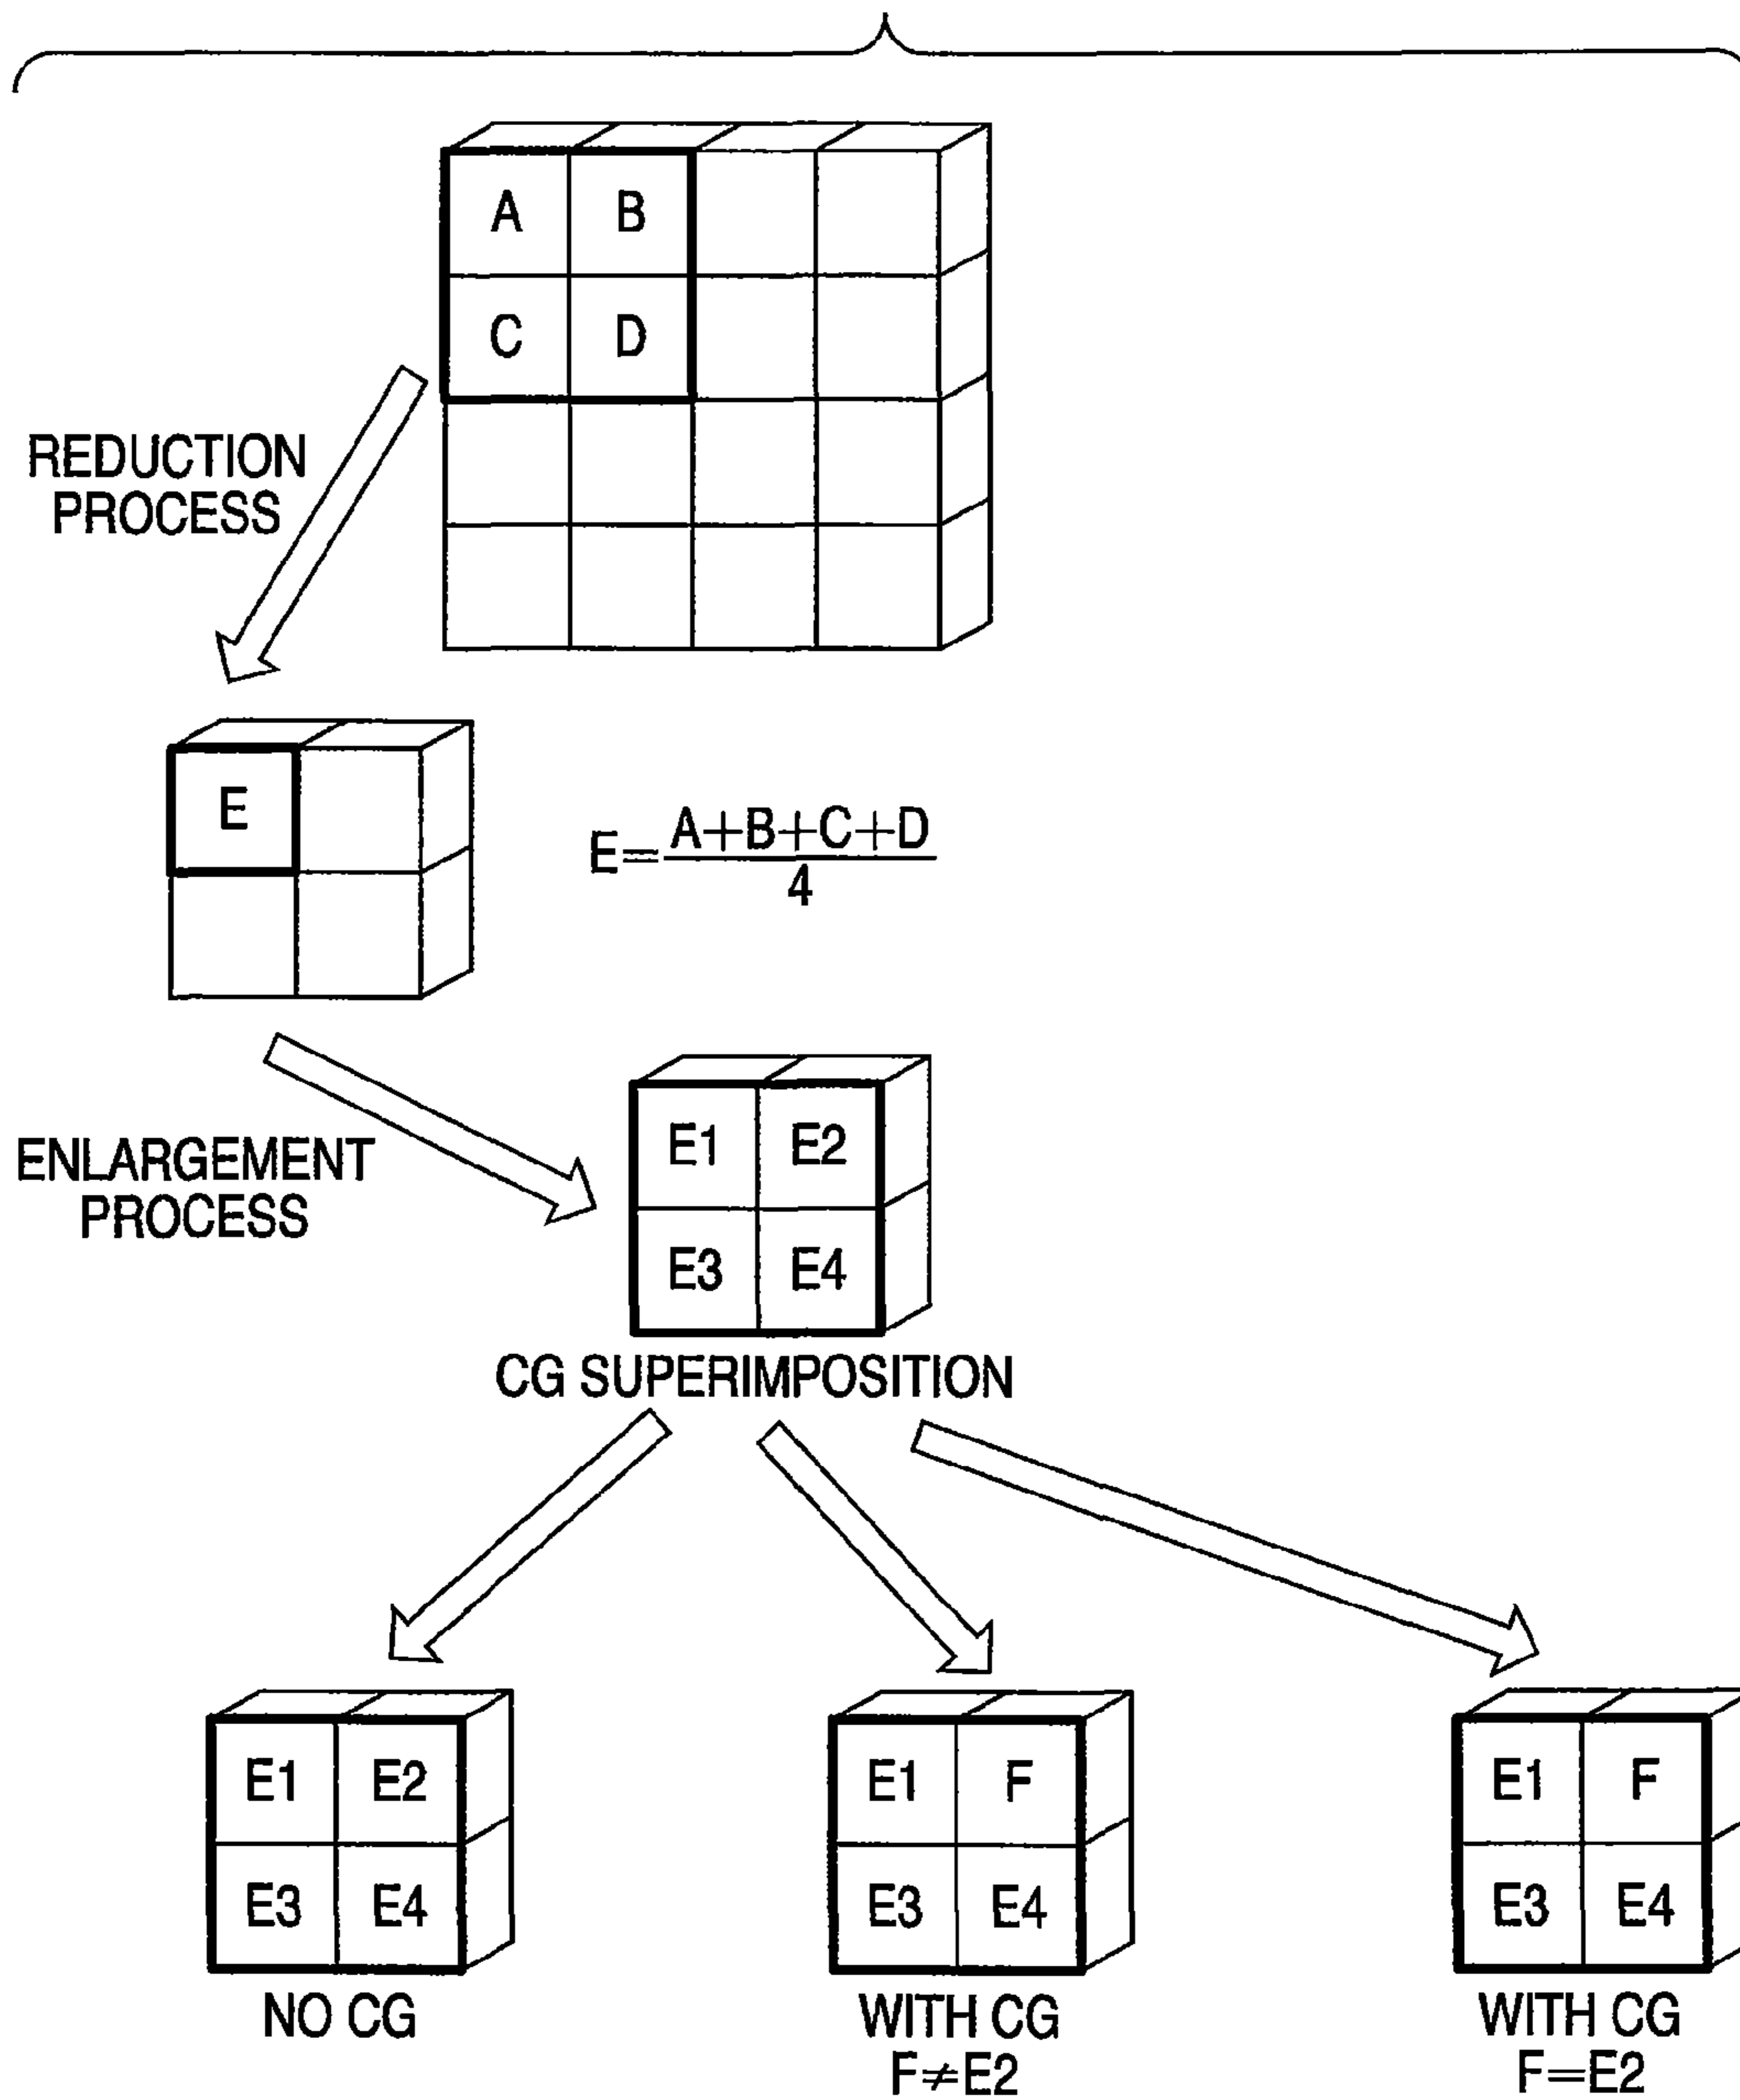 A B
C D
REDUCTION
PROCESS
E
E=A+B+C+D
4
E1 E2
E3 E4
ENLARGEMENT
PROCESS
CG SUPERIMPOSITION
E1 E2
E3 E4
NO CG
E1 F
E3 E4
WITH CG
F≠E2
E1 F
E3 E4
WITH CG
F=E2